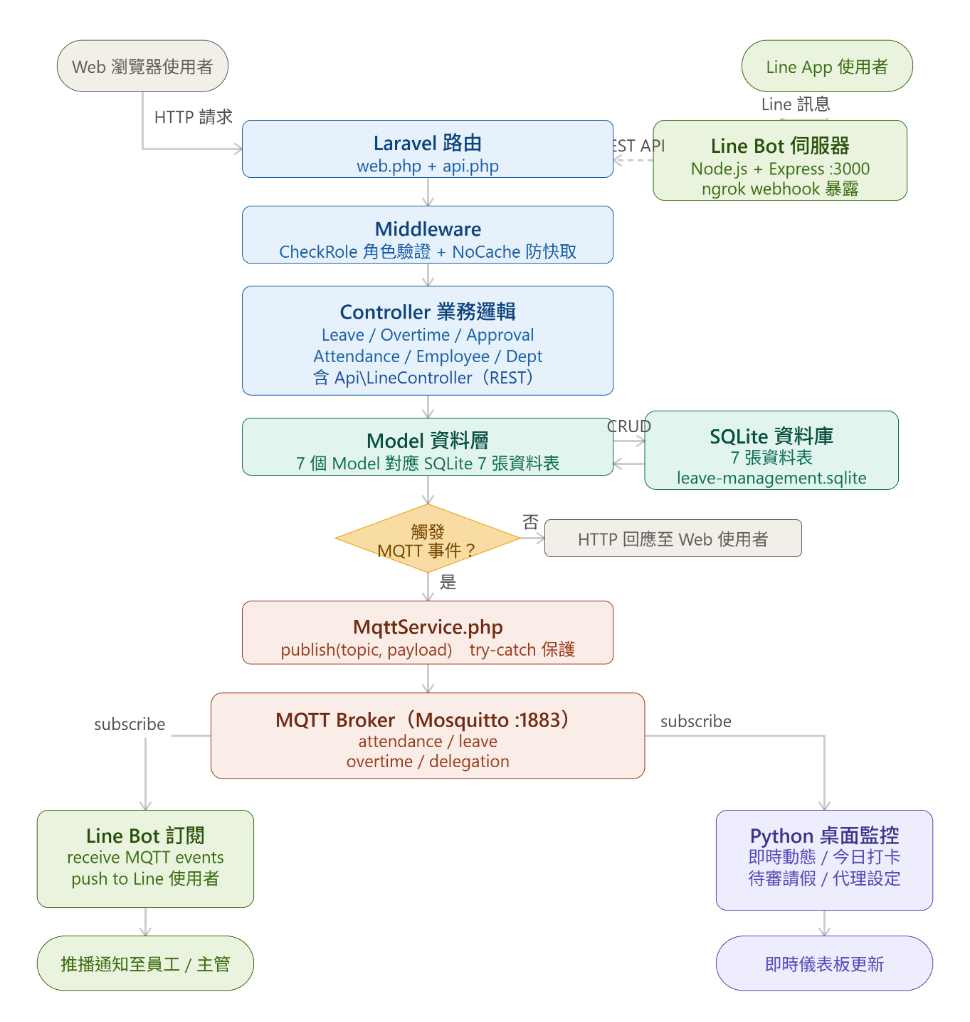 Web 瀏覽器使用者
Line App 使用者
HTTP 請求
Line 訊息
Laravel 路由
web.php + api.php
EST API
Line Bot 伺服器
Node.js + Express :3000
ngrok webhook 暴露
Middleware
CheckRole 角色驗證 + NoCache 防快取
Controller 業務邏輯
Leave / Overtime / Approval
Attendance / Employee / Dept
含 Api\LineController（REST）
Model 資料層
7 個 Model 對應 SQLite 7 張資料表
CRUD
SQLite 資料庫
7 張資料表
leave-management.sqlite
觸發
MQTT 事件？
否
HTTP 回應至 Web 使用者
是
MqttService.php
publish(topic, payload) try-catch 保護
MQTT Broker（Mosquitto :1883）
attendance / leave
overtime / delegation
subscribe
subscribe
Line Bot 訂閱
receive MQTT events
push to Line 使用者
Python 桌面監控
即時動態 / 今日打卡
待審請假 / 代理設定
推播通知至員工 / 主管
即時儀表板更新